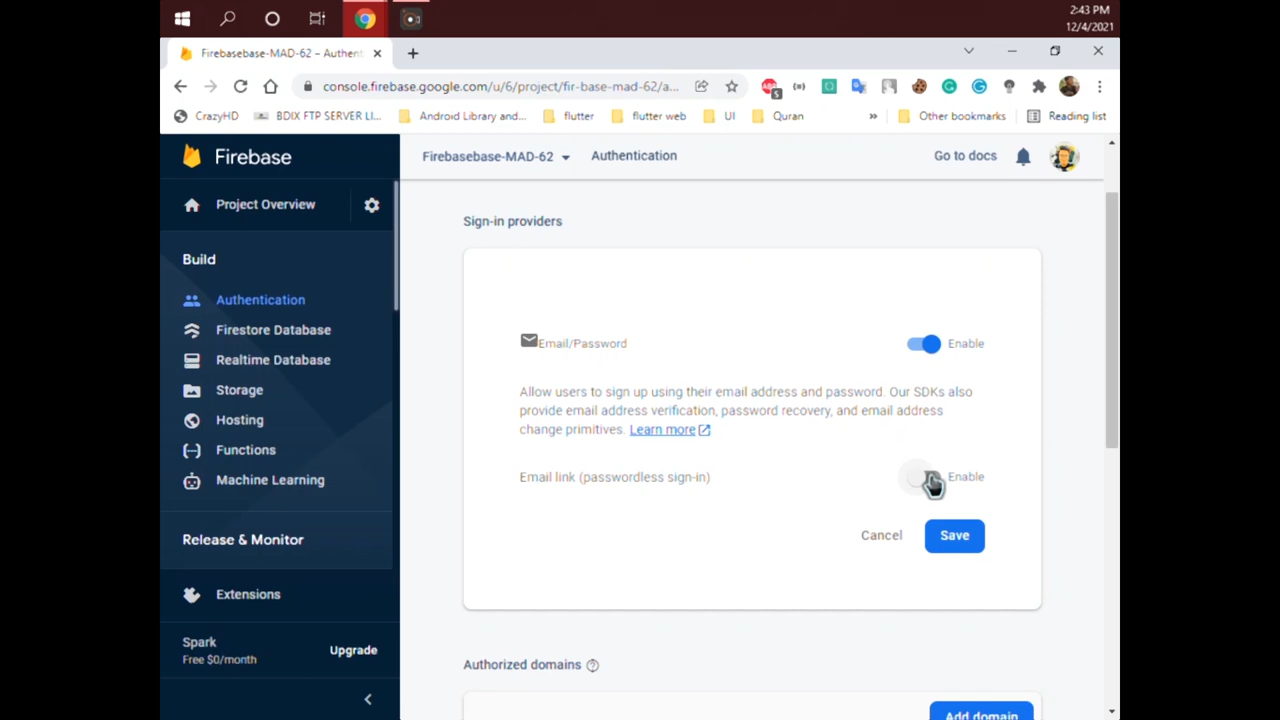 2:43 PM
12/4/2021
Firebasebase-MAD-62 – Authent
console.firebase.google.com/u/6/project/fir-base-mad-62/a...
ABP
5
CrazyHD
BDIX FTP SERVER LI...
Android Library and...
flutter
flutter web
UI
Quran
»
Other bookmarks
Reading list
Firebase
Firebasebase-MAD-62
Authentication
Go to docs
Project Overview
Sign-in providers
Build
Authentication
Firestore Database
Realtime Database
Storage
Hosting
Functions
Machine Learning
Release & Monitor
Extensions
Spark
Free $0/month
Upgrade
Email/Password
Enable
Allow users to sign up using their email address and password. Our SDKs also
provide email address verification, password recovery, and email address
change primitives. Learn more
Email link (passwordless sign-in)
Enable
Cancel
Save
Authorized domains
Add domain